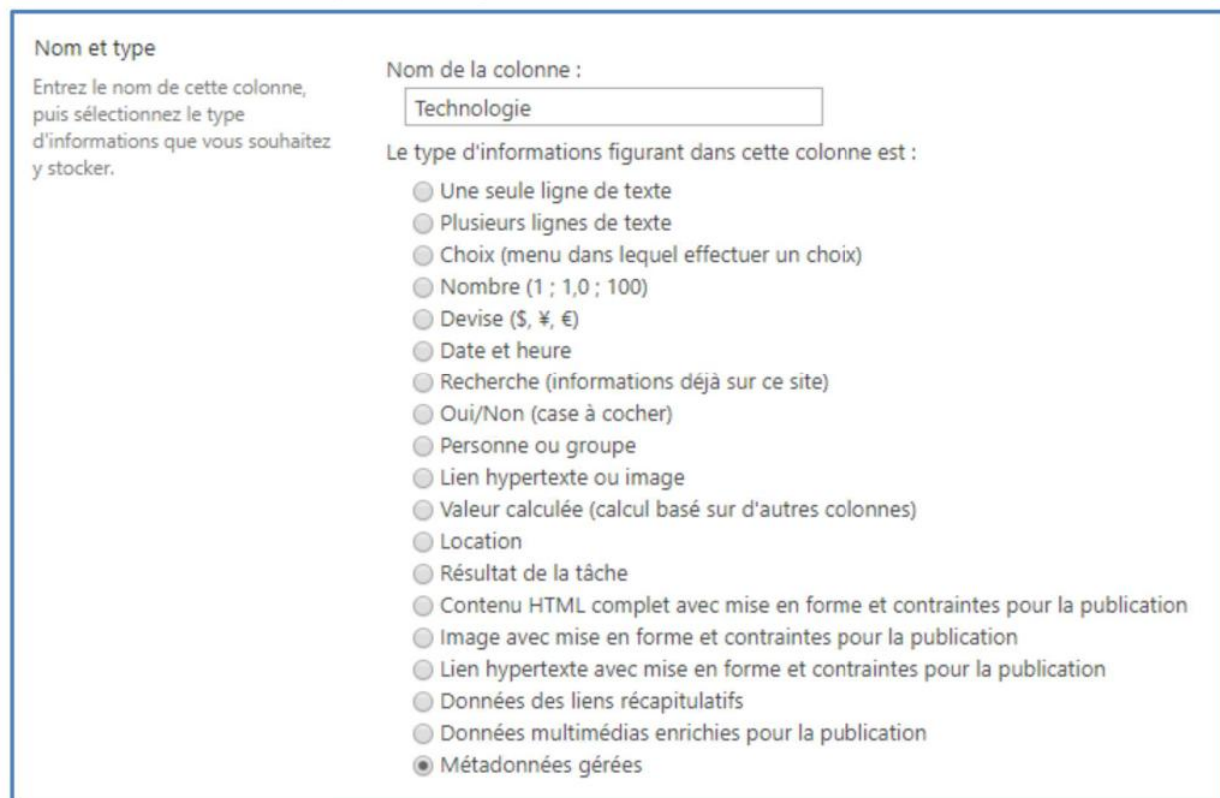 Nom et type
Entrez le nom de cette colonne,
puis sélectionnez le type
d'informations que vous souhaitez
y stocker.
Nom de la colonne :
Technologie
Le type d'informations figurant dans cette colonne est :
Une seule ligne de texte
Plusieurs lignes de texte
Choix (menu dans lequel effectuer un choix)
Nombre (1 ; 1,0 ; 100)
Devise ($, ¥, €)
Date et heure
Recherche (informations déjà sur ce site)
Oui/Non (case à cocher)
Personne ou groupe
Lien hypertexte ou image
Valeur calculée (calcul basé sur d'autres colonnes)
Location
Résultat de la tâche
Contenu HTML complet avec mise en forme et contraintes pour la publication
Image avec mise en forme et contraintes pour la publication
Lien hypertexte avec mise en forme et contraintes pour la publication
Données des liens récapitulatifs
Données multimédias enrichies pour la publication
Métadonnées gérées